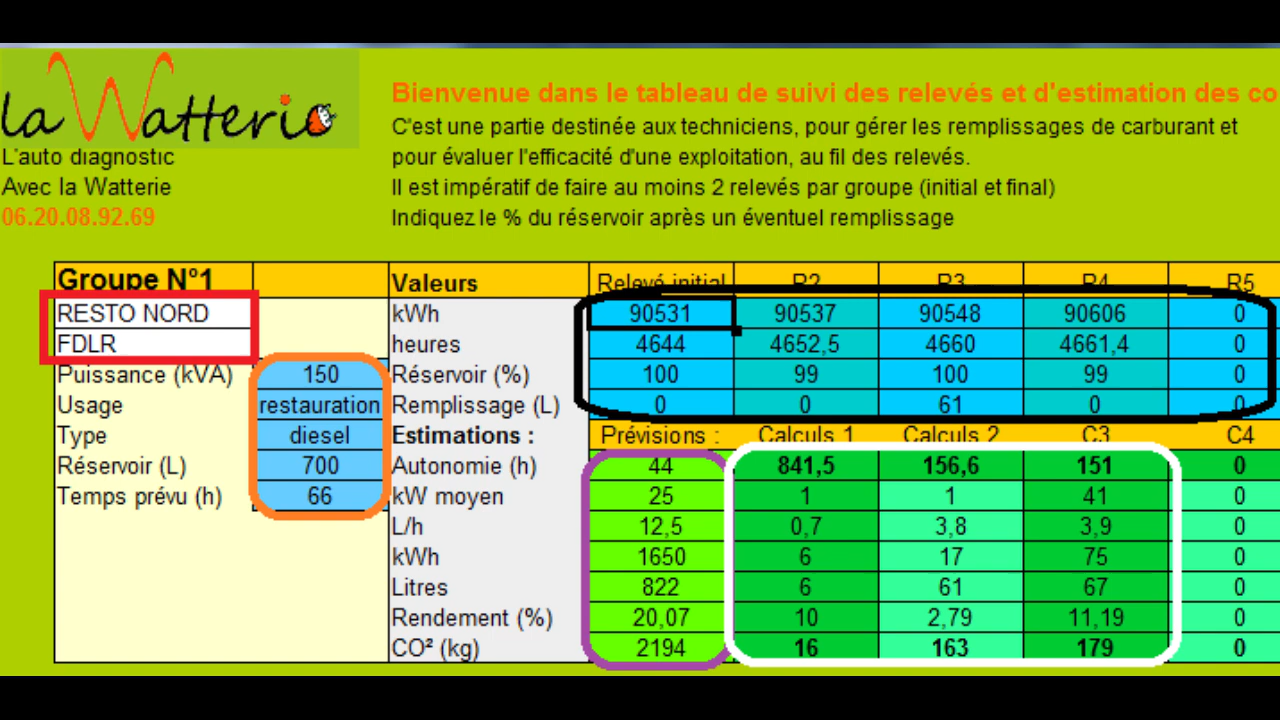 la Watterie
L'auto diagnostic
Avec la Watterie
06.20.08.92.69
Bienvenue dans le tableau de suivi des relevés et d'estimation des co
C'est une partie destinée aux techniciens, pour gérer les remplissages de carburant et
pour évaluer l'efficacité d'une exploitation, au fil des relevés.
Il est impératif de faire au moins 2 relevés par groupe (initial et final)
Indiquez le % du réservoir après un éventuel remplissage
Groupe N°1 Valeurs Relevé initial R2 R3 R4 R5
RESTO NORD kWh 90531 90537 90548 90606 0
FDLR heures 4644 4652,5 4660 4661,4 0
Puissance (kVA) 150 Réservoir (%) 100 99 100 99 0
Usage restauration Remplissage (L) 0 0 61 0 0
Type diesel Estimations : Prévisions : Calculs 1 Calculs 2 C3 C4
Réservoir (L) 700 Autonomie (h) 44 841,5 156,6 151 0
Temps prévu (h) 66 kW moyen 25 1 1 41 0
L/h 12,5 0,7 3,8 3,9 0
kWh 1650 6 17 75 0
Litres 822 6 61 67 0
Rendement (%) 20,07 10 2,79 11,19 0
CO² (kg) 2194 16 163 179 0